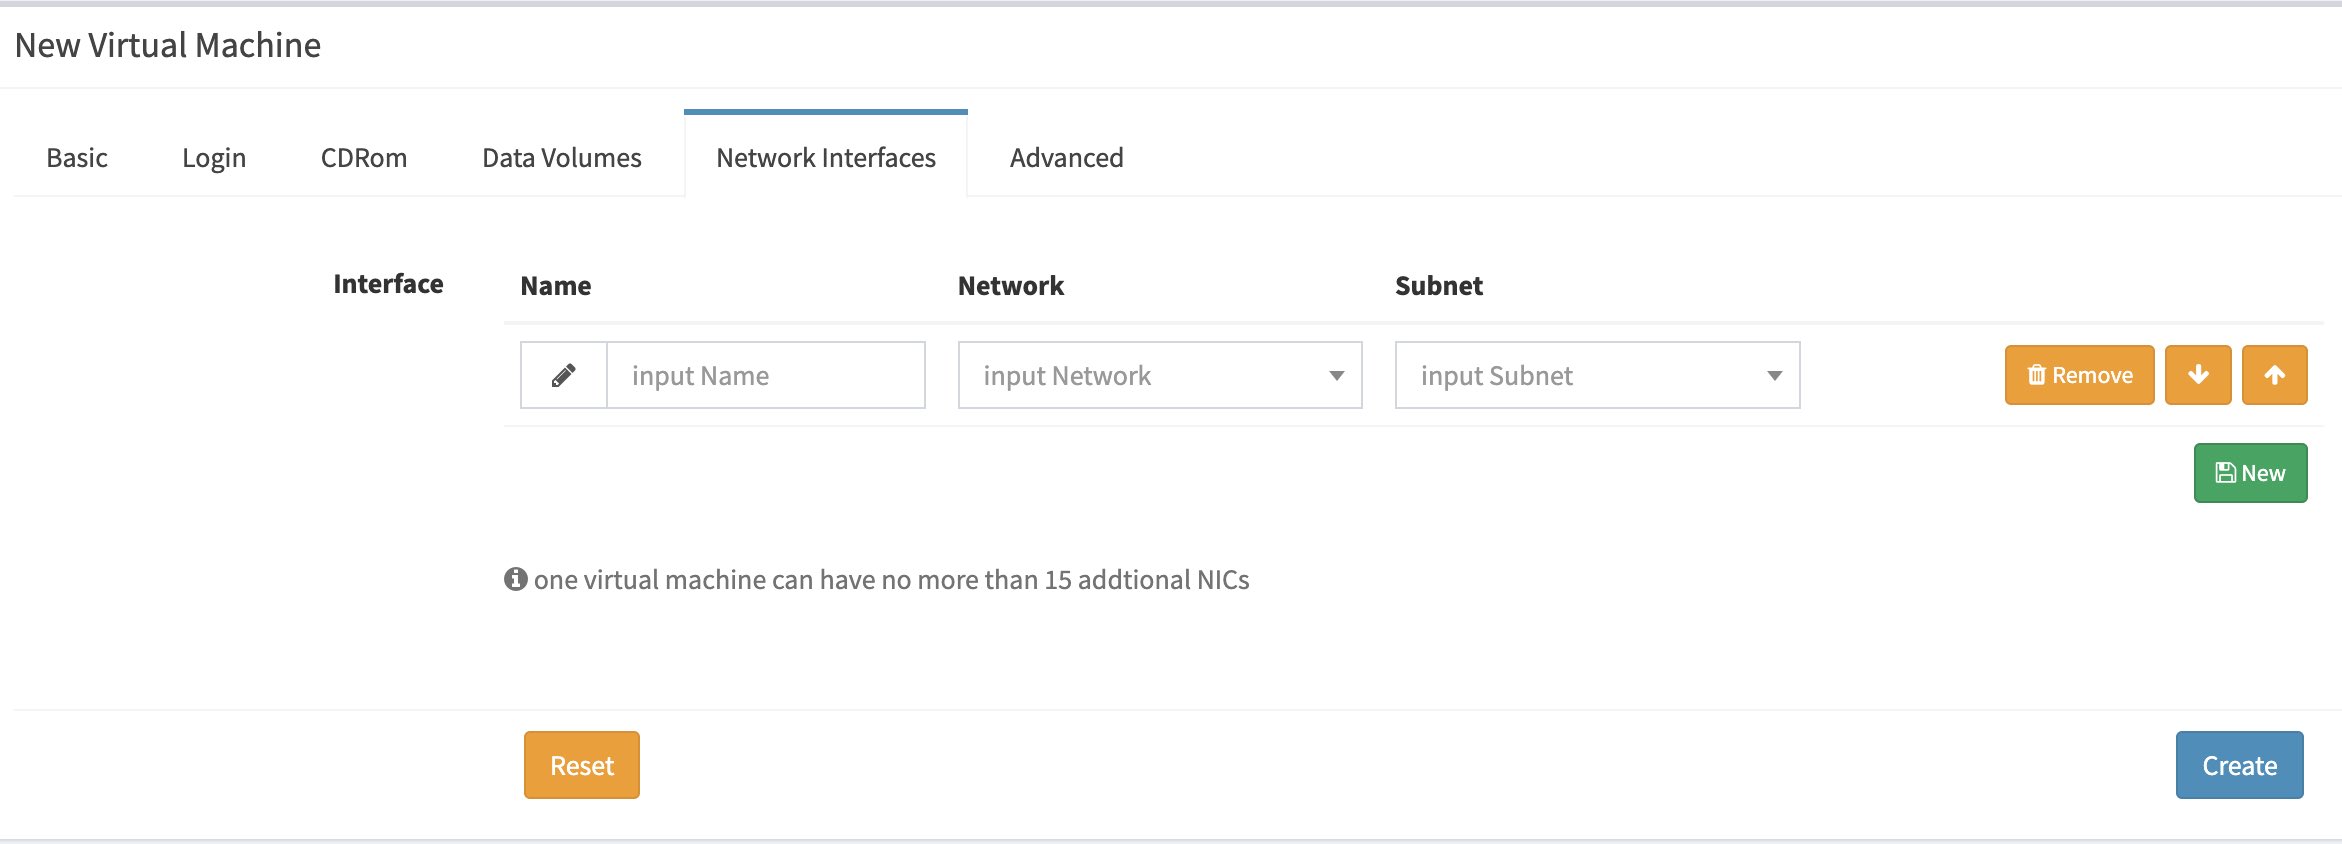 New Virtual Machine
Basic Login CDRom Data Volumes Network Interfaces Advanced
Interface Name Network Subnet
input Name input Network input Subnet Remove
New
one virtual machine can have no more than 15 addtional NICs
Reset Create